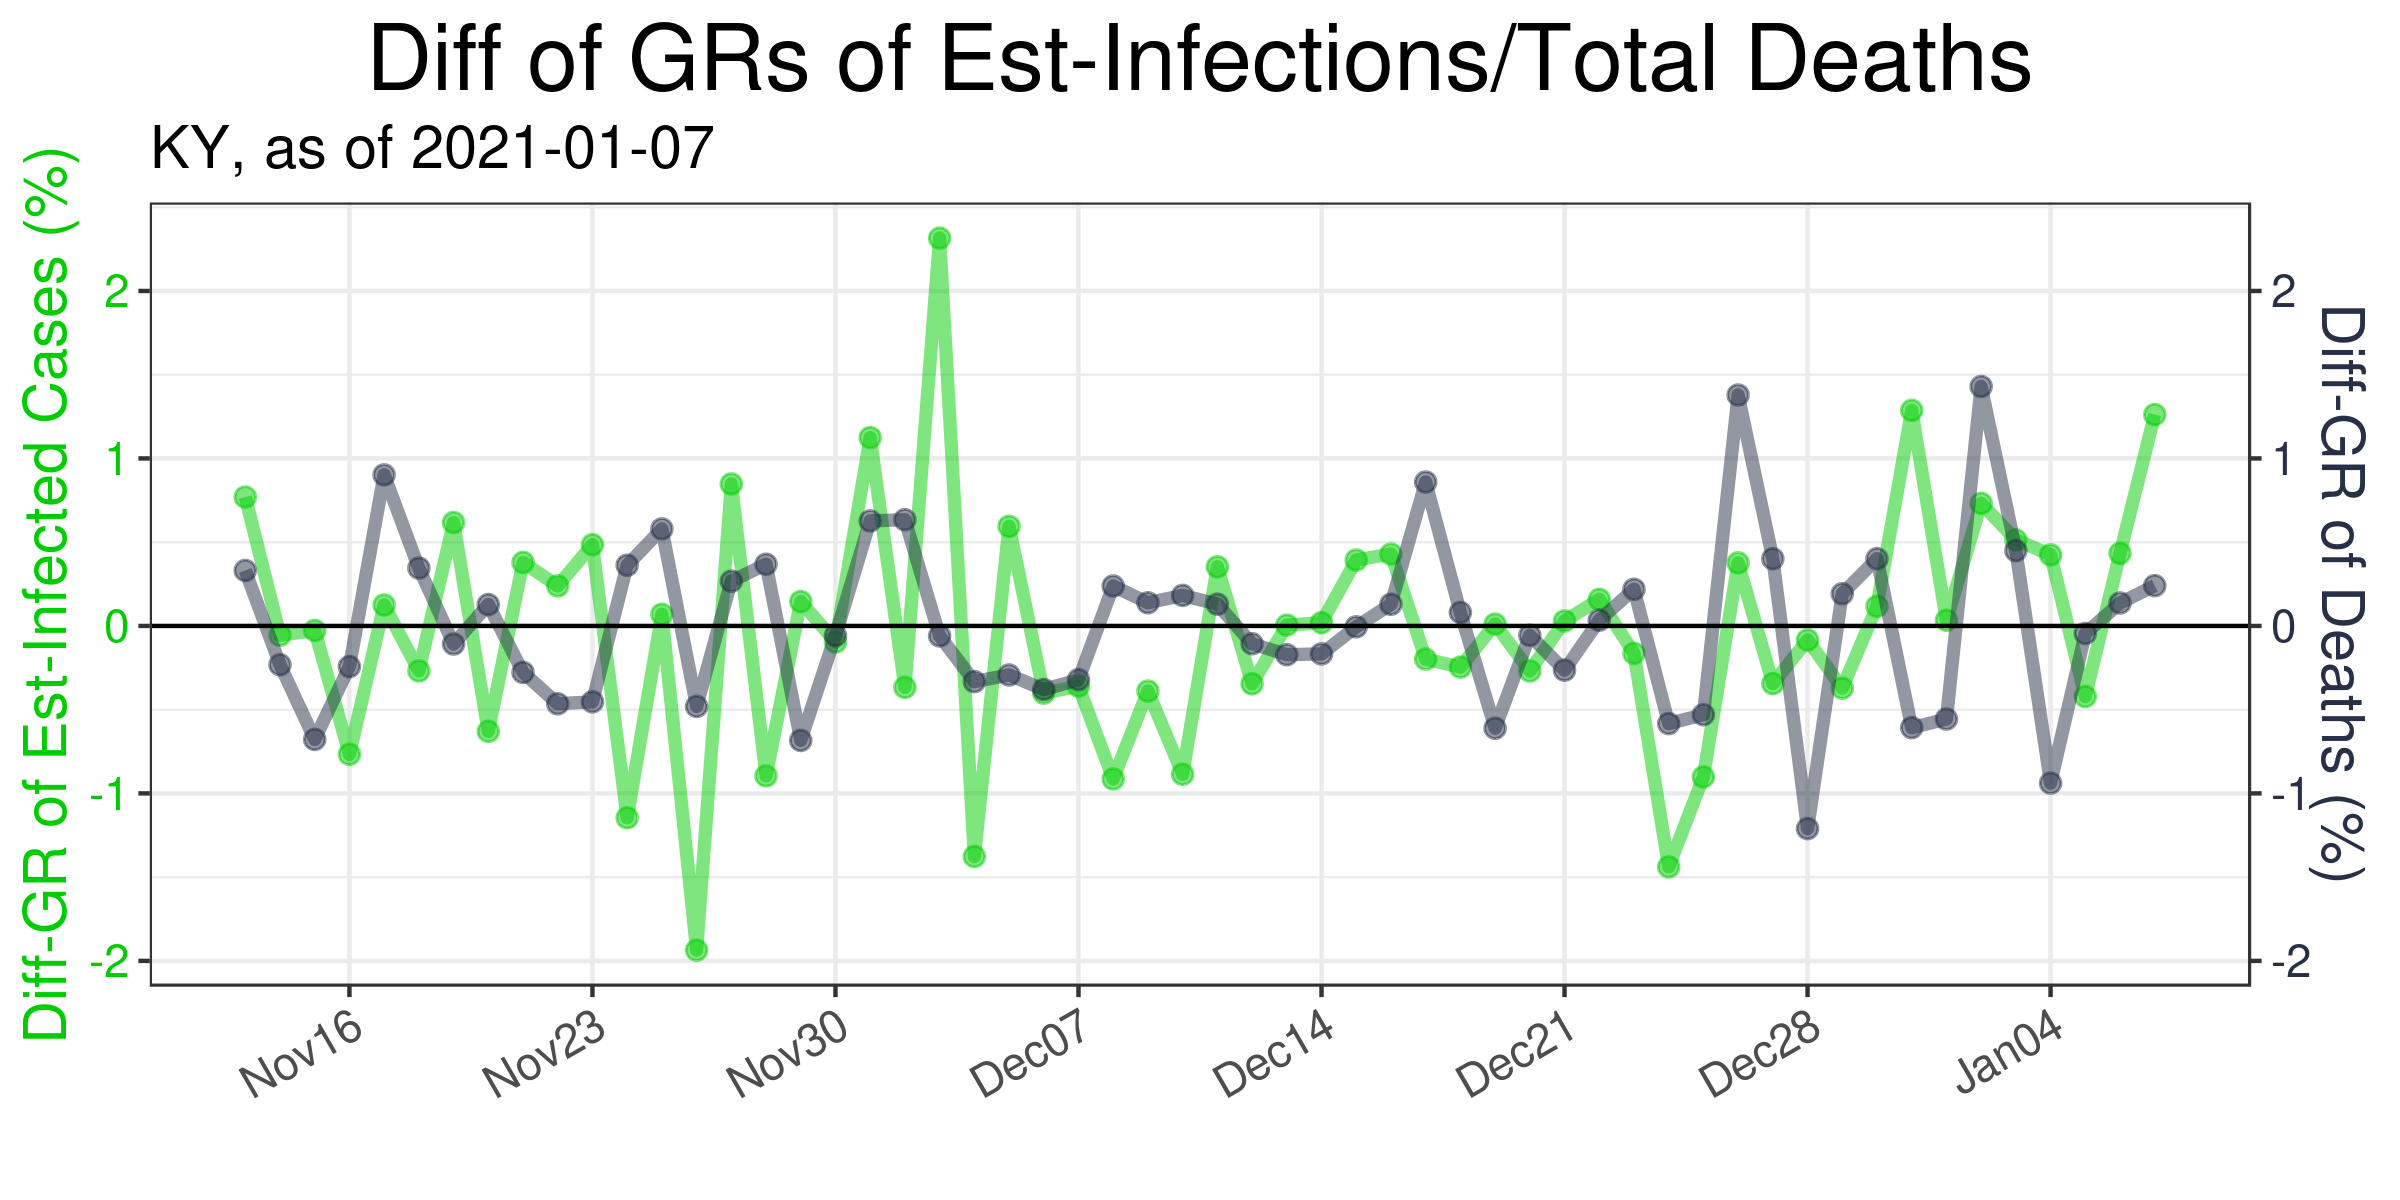 Diff of GRs of Est-Infections/Total Deaths
KY, as of 2021-01-07
Diff-GR of Est-Infected Cases (%)
2
1
0
-1
-2
2
1
0
-1
-2
Diff-GR of Deaths (%)
Nov16
Nov23
Nov30
Dec07
Dec14
Dec21
Dec28
Jan04